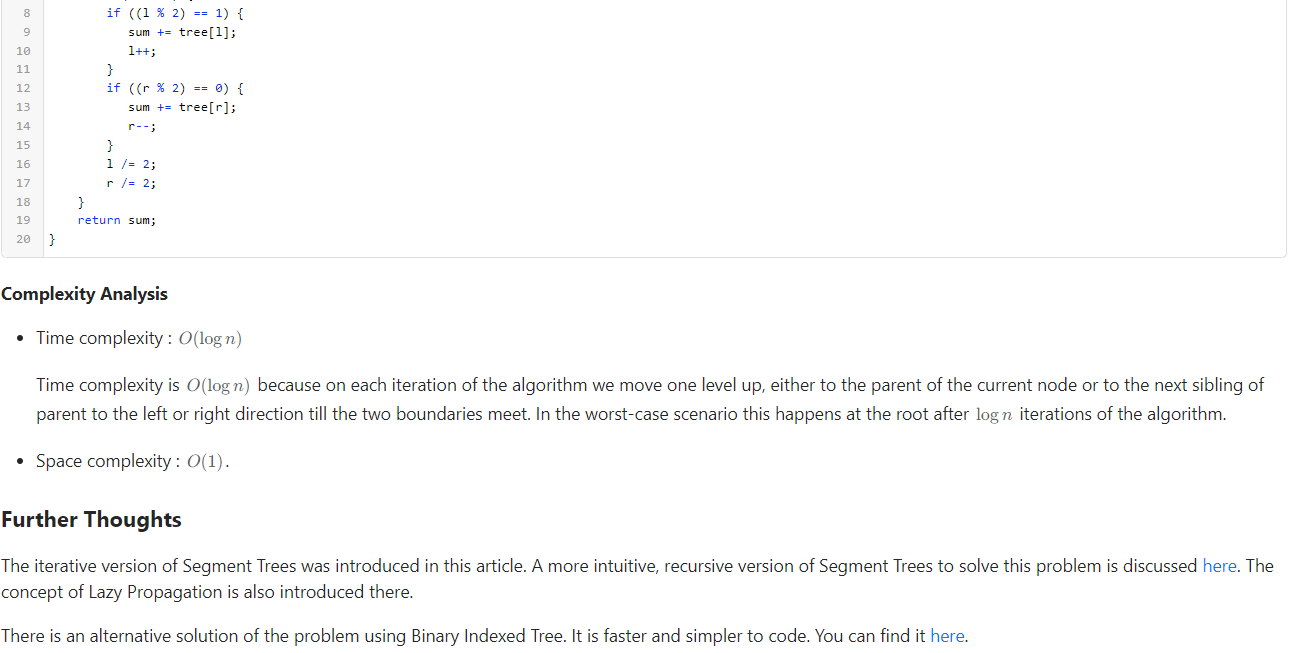 8 if ((l % 2) == 1) {
9 sum += tree[l];
10 l++;
11 }
12 if ((r % 2) == 0) {
13 sum += tree[r];
14 r--;
15 }
16 l /= 2;
17 r /= 2;
18 }
19 return sum;
20 }
Complexity Analysis
• Time complexity : O(log n)
Time complexity is O(log n) because on each iteration of the algorithm we move one level up, either to the parent of the current node or to the next sibling of
parent to the left or right direction till the two boundaries meet. In the worst-case scenario this happens at the root after log n iterations of the algorithm.
• Space complexity : O(1).
Further Thoughts
The iterative version of Segment Trees was introduced in this article. A more intuitive, recursive version of Segment Trees to solve this problem is discussed here. The
concept of Lazy Propagation is also introduced there.
There is an alternative solution of the problem using Binary Indexed Tree. It is faster and simpler to code. You can find it here.